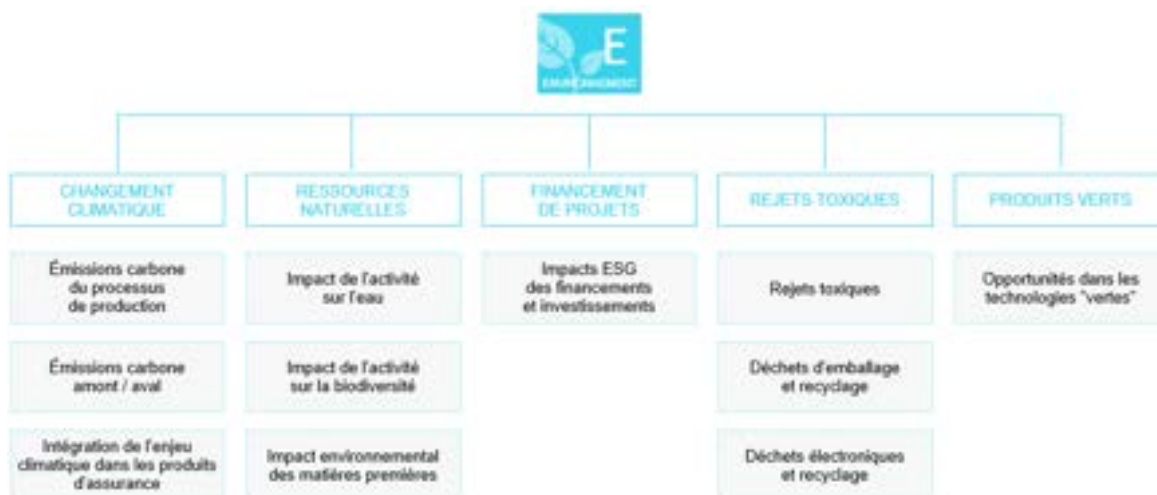 E
ENVIRONNEMENT
CHANGEMENT
CLIMATIQUE
RESSOURCES
NATURELLES
FINANCEMENT
DE PROJETS
REJETS TOXIQUES
PRODUITS VERTS
Émissions carbone
du processus
de production
Impact de l'activité
sur l'eau
Impacts ESG
des financements
et investissements
Rejets toxiques
Opportunités dans les
technologies "vertes"
Émissions carbone
amont / aval
Impact de l'activité
sur la biodiversité
Déchets d'emballage
et recyclage
Intégration de l'enjeu
climatique dans les produits
d'assurance
Impact environnemental
des matières premières
Déchets électroniques
et recyclage